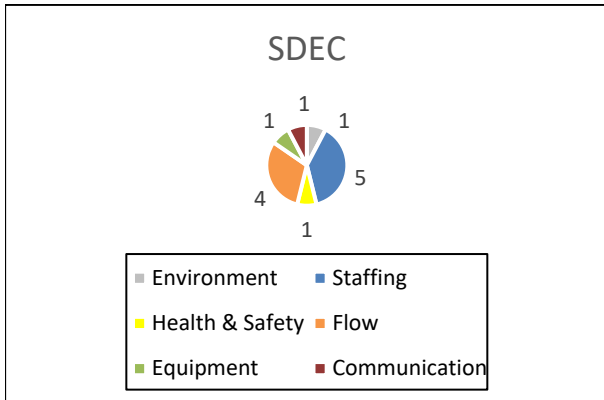 SDEC
1
1
1
5
4
1
Environment
Staffing
Health & Safety
Flow
Equipment
Communication